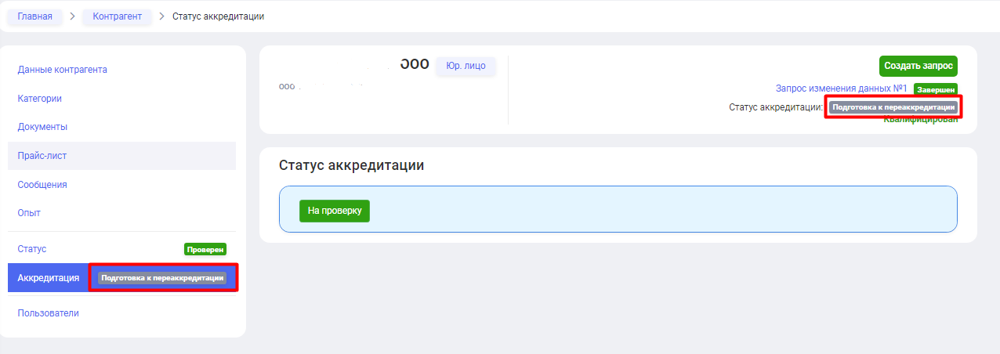 Главная > Контрагент > Статус аккредитации
Данные контрагента
Категории
Документы
Прайс-лист
Сообщения
Опыт
Статус Проверен
Аккредитация Подготовка к переаккредитации
Пользователи
ООО Юр. лицо
ООО
Создать запрос
Запрос изменения данных №1 Завершен
Статус аккредитации: Подготовка к переаккредитации
Квалифицирован
Статус аккредитации
На проверку